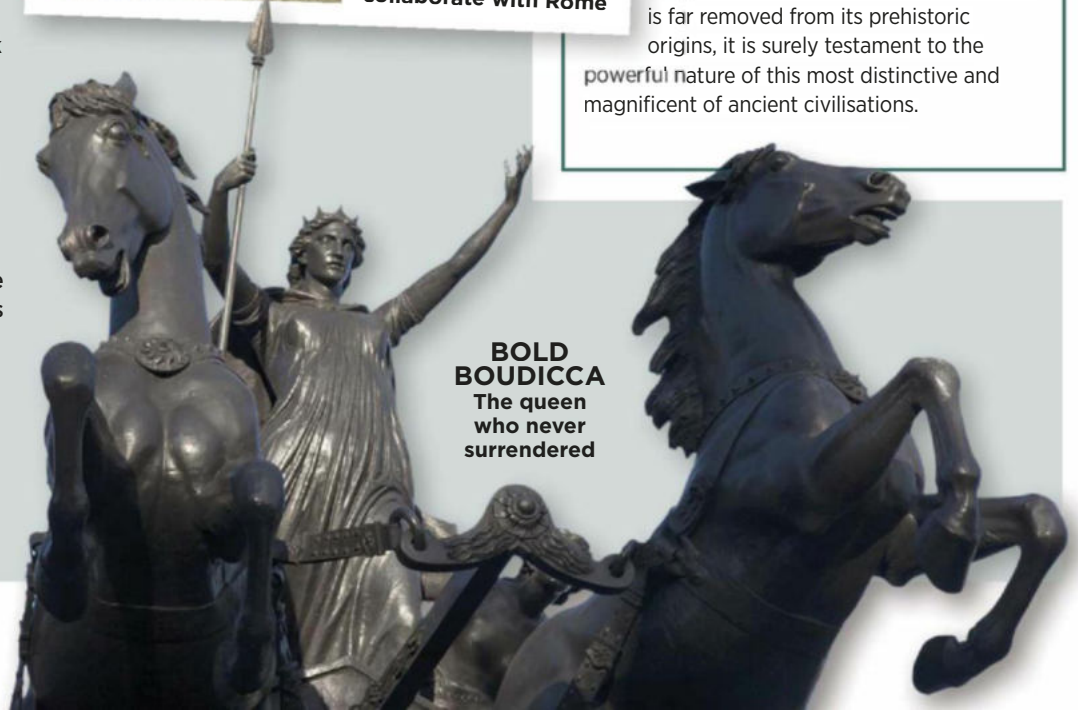 collaborate with Rome
is far removed from its prehistoric
origins, it is surely testament to the
powerful nature of this most distinctive and
magnificent of ancient civilisations.
BOLD
BOUDICCA
The queen
who never
surrendered